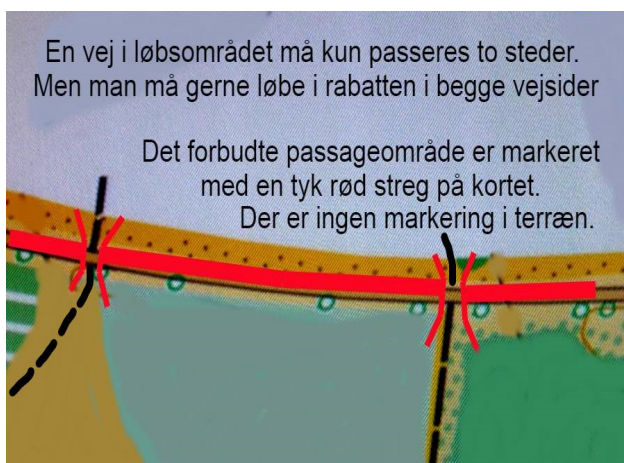 En vej i løbsområdet må kun passeres to steder.
Men man må gerne løbe i rabatten i begge vejsider
Det forbudte passageområde er markeret
med en tyk rød streg på kortet.
Der er ingen markering i terræn.